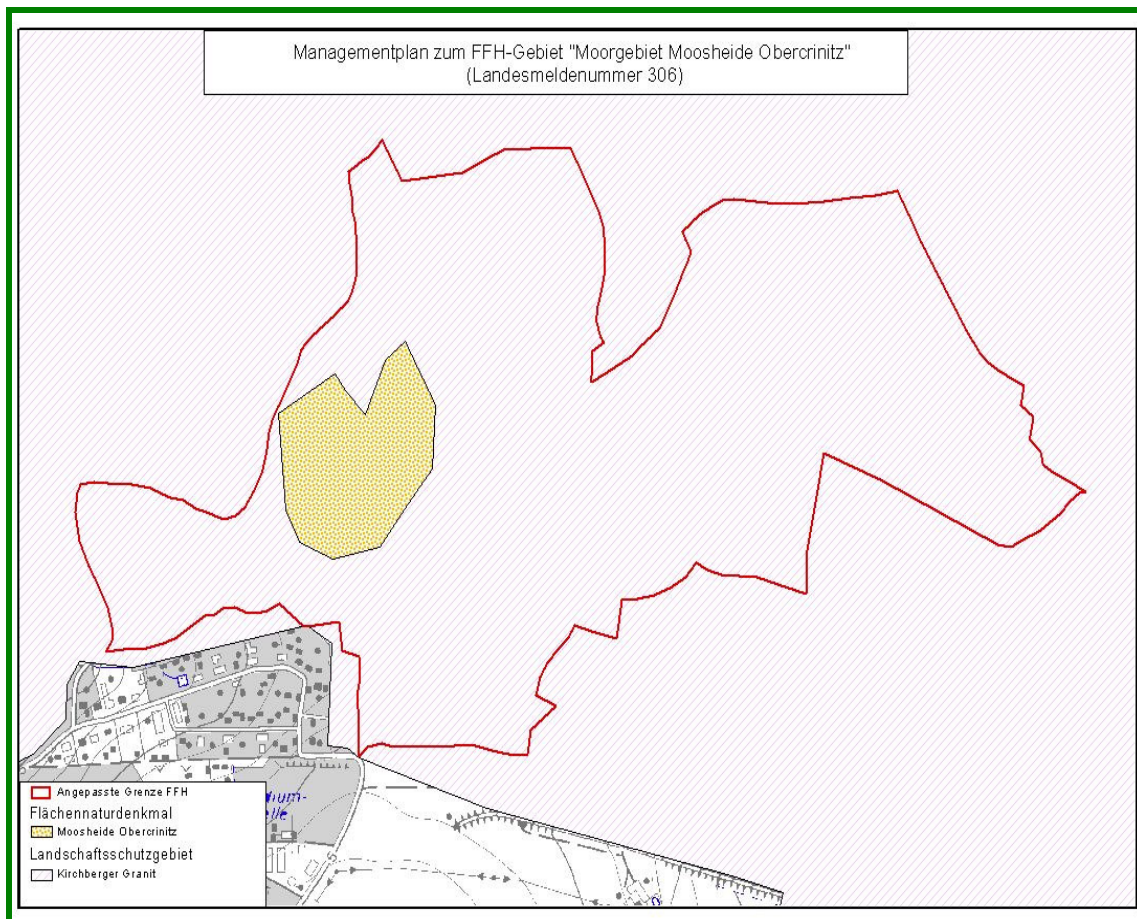 Managementplan zum FFH-Gebiet "Moorgebiet Moosheide Obercrinitz"
(Landesmeldenummer 306)
Angepasste Grenze FFH
Flächennaturdenkmal
Moosheide Obercrinitz
Landschaftsschutzgebiet
Kirchberger Granit